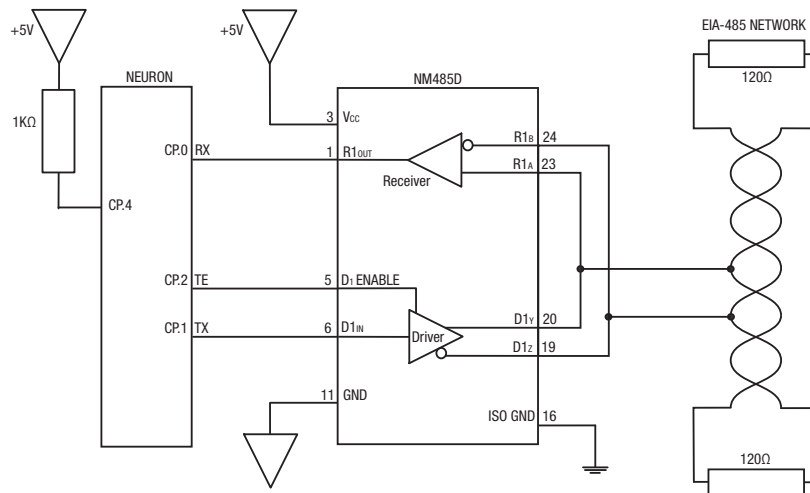 +5V
+5V
EIA-485 NETWORK
120Ω
NEURON
NM485D
1KΩ
3 Vcc
CP.0 RX
1 R1OUT
R1B 24
R1A 23
Receiver
CP.4
CP.2 TE
5 D1 ENABLE
CP.1 TX
6 D1IN
Driver
D1Y 20
D1Z 19
11 GND
ISO GND 16
120Ω